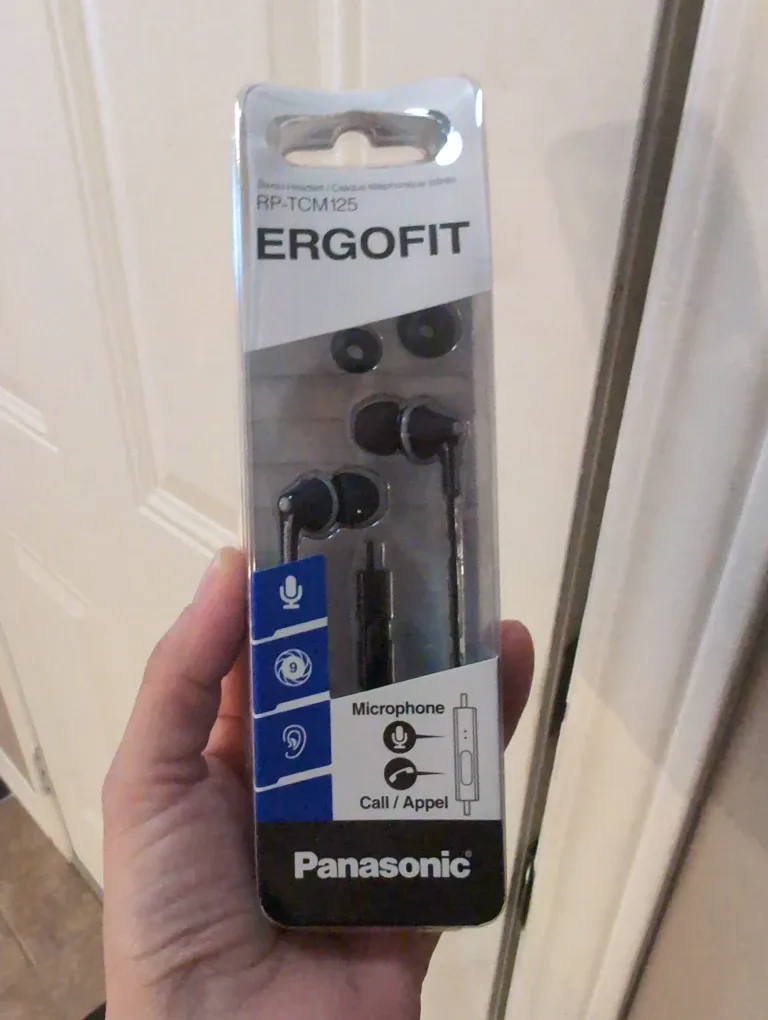 Stereo Headset / Casque téléphonique stéréo
RP-TCM125
ERGOFIT
9
Microphone
Call / Appel
Panasonic